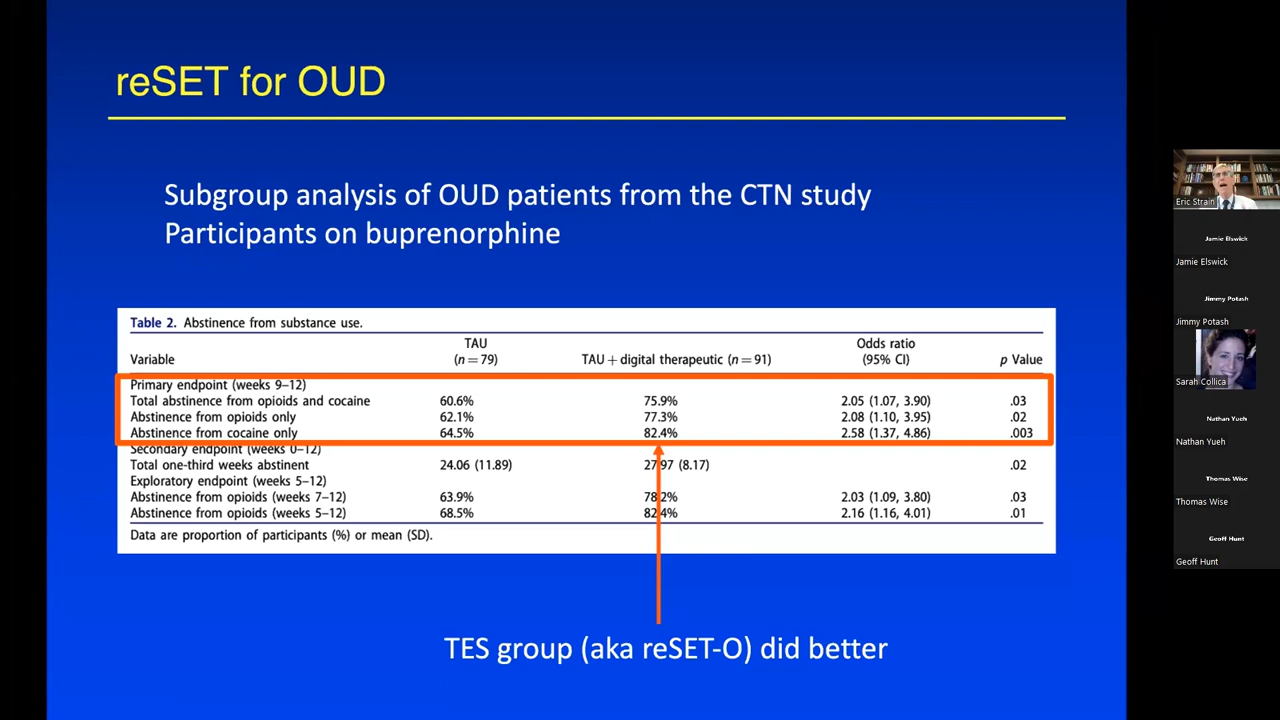 reSET for OUD
Subgroup analysis of OUD patients from the CTN study
Participants on buprenorphine
Table 2. Abstinence from substance use.
TAU
Odds ratio
Variable (n=79) TAU+digital therapeutic (n=91) (95% CI) p Value
Primary endpoint (weeks 9–12)
Total abstinence from opioids and cocaine 60.6% 75.9% 2.05 (1.07, 3.90) .03
Abstinence from opioids only 62.1% 77.3% 2.08 (1.10, 3.95) .02
Abstinence from cocaine only 64.5% 82.4% 2.58 (1.37, 4.86) .003
Secondary endpoint (weeks 0–12)
Total one-third weeks abstinent 24.06 (11.89) 27.97 (8.17) .02
Exploratory endpoint (weeks 5–12)
Abstinence from opioids (weeks 7–12) 63.9% 78.2% 2.03 (1.09, 3.80) .03
Abstinence from opioids (weeks 5–12) 68.5% 82.4% 2.16 (1.16, 4.01) .01
Data are proportion of participants (%) or mean (SD).
TES group (aka reSET-O) did better
Eric Strain
Jamie Elswick
Jamie Elswick
Jimmy Potash
Jimmy Potash
Sarah Collica
Nathan Yueh
Nathan Yueh
Thomas Wise
Thomas Wise
Geoff Hunt
Geoff Hunt